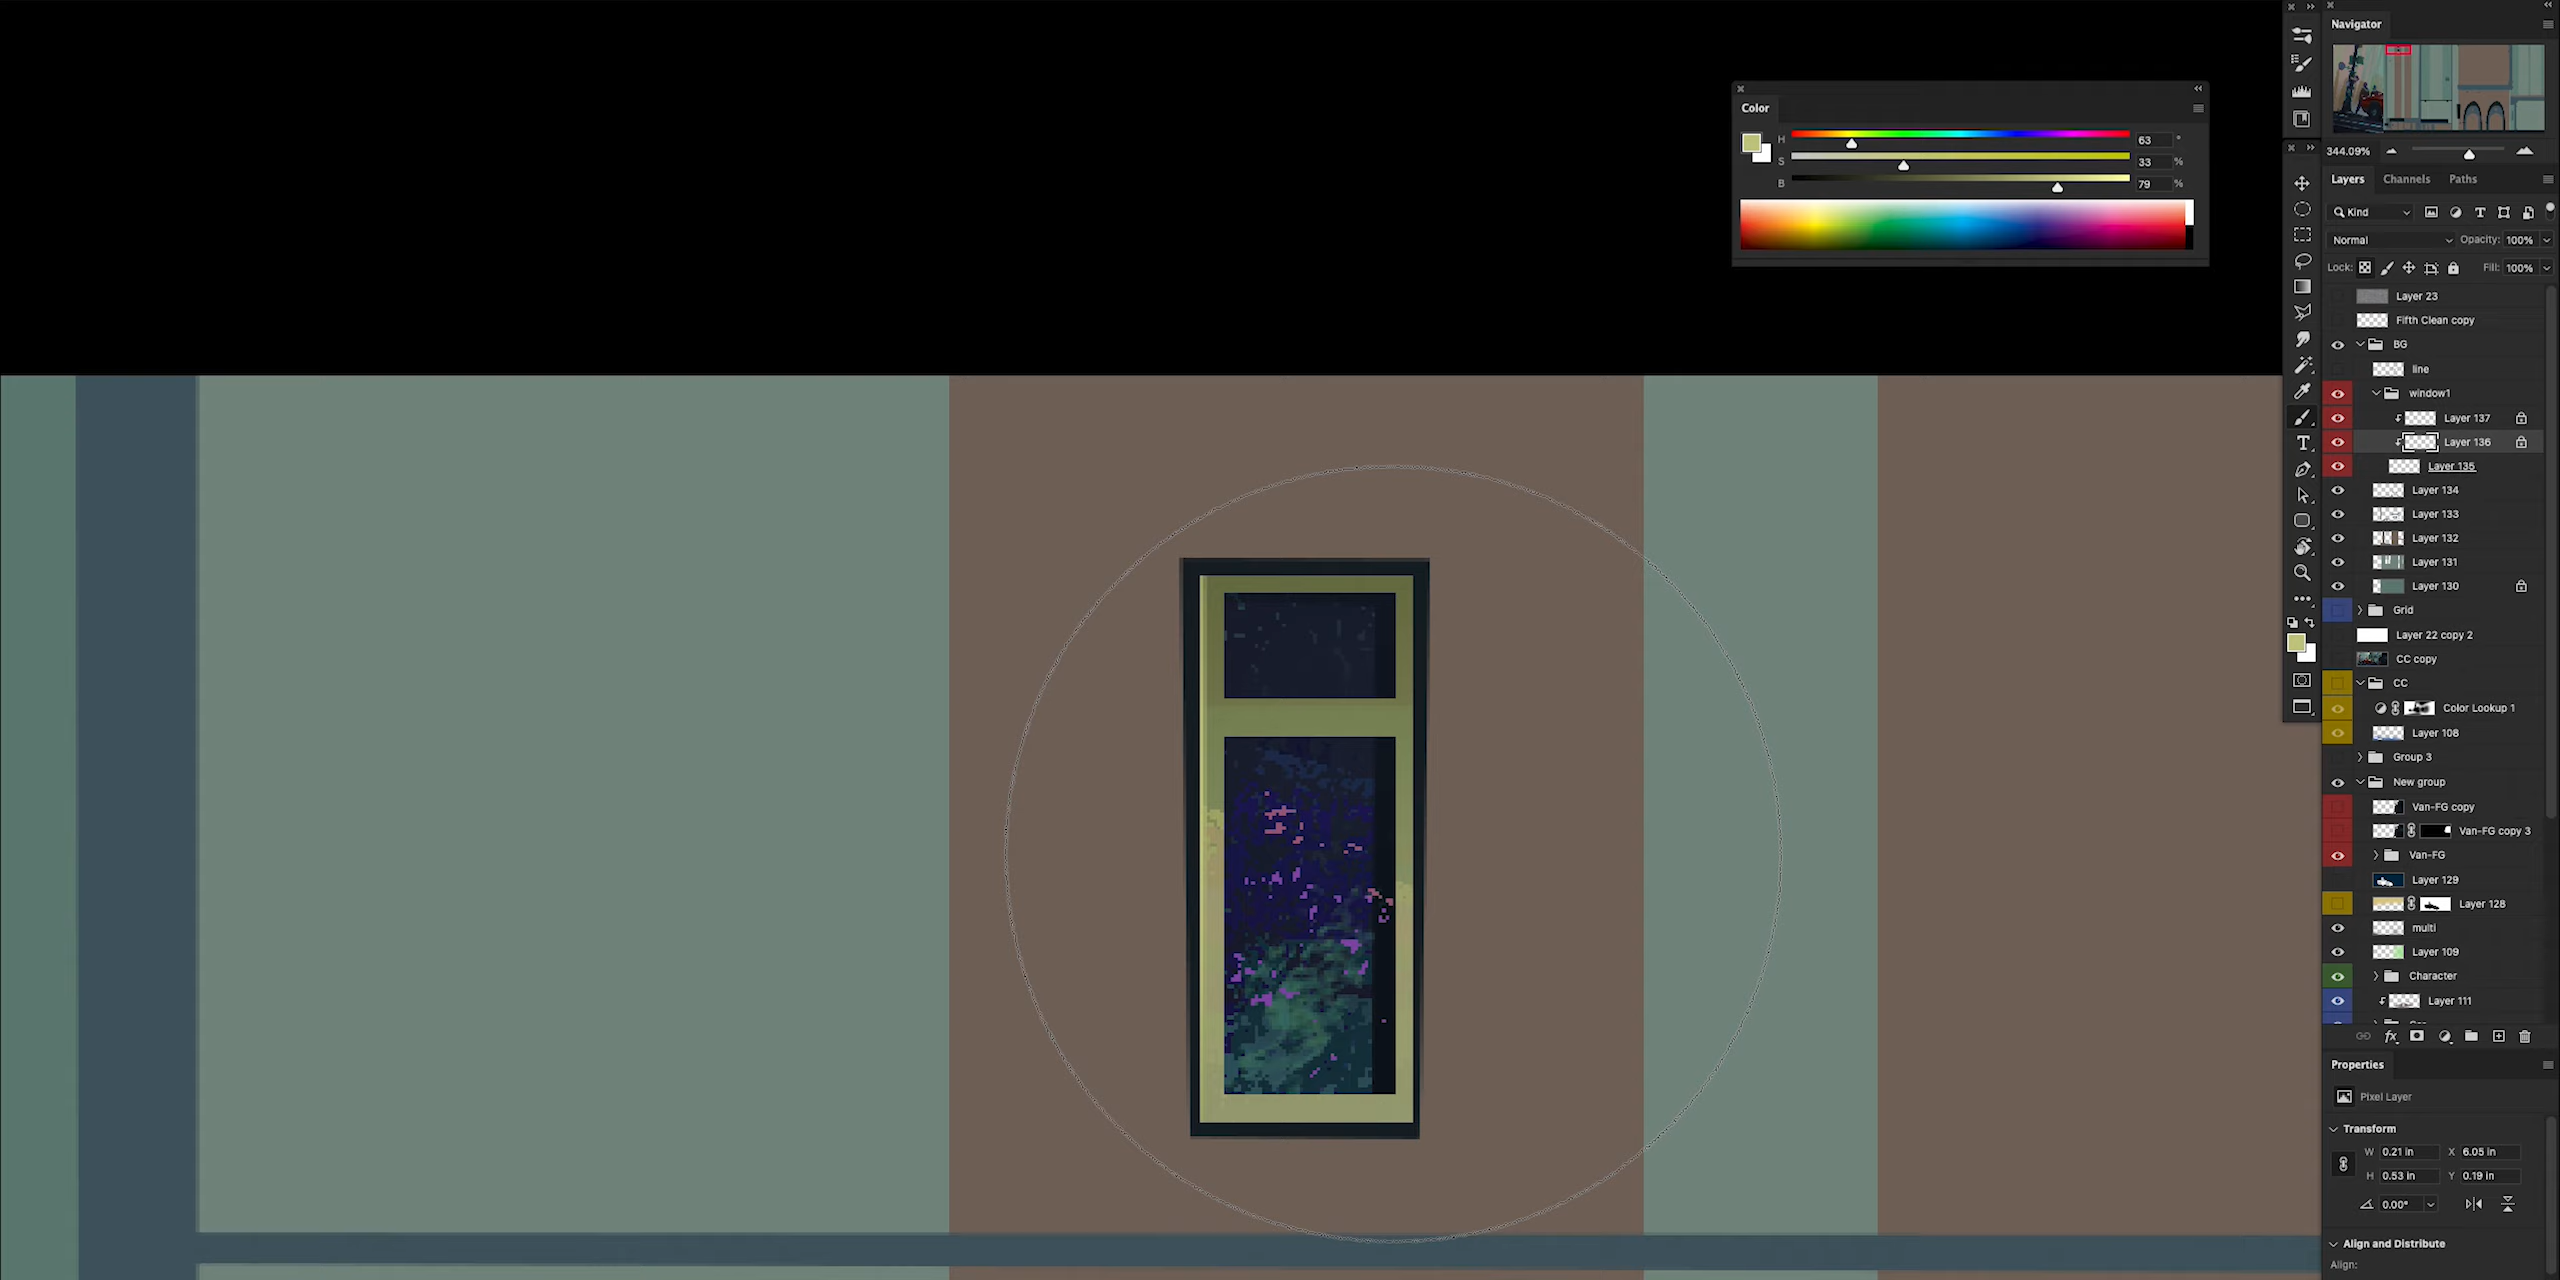 Color
H 63 °
S 33 %
B 79 %
Navigator
344.09%
Layers Channels Paths
Kind
Normal Opacity: 100%
Lock: Fill: 100%
Layer 23
Fifth Clean copy
BG
line
window1
Layer 137
Layer 136
Layer 135
Layer 134
Layer 133
Layer 132
Layer 131
Layer 130
Grid
Layer 22 copy 2
CC copy
CC
Color Lookup 1
Layer 108
Group 3
New group
Van-FG copy
Van-FG copy 3
Van-FG
Layer 129
Layer 128
multi
Layer 109
Character
Layer 111
fx
Properties
Pixel Layer
Transform
W 0.21 in X 6.05 in
H 0.53 in Y 0.19 in
0.00°
Align and Distribute
Align: